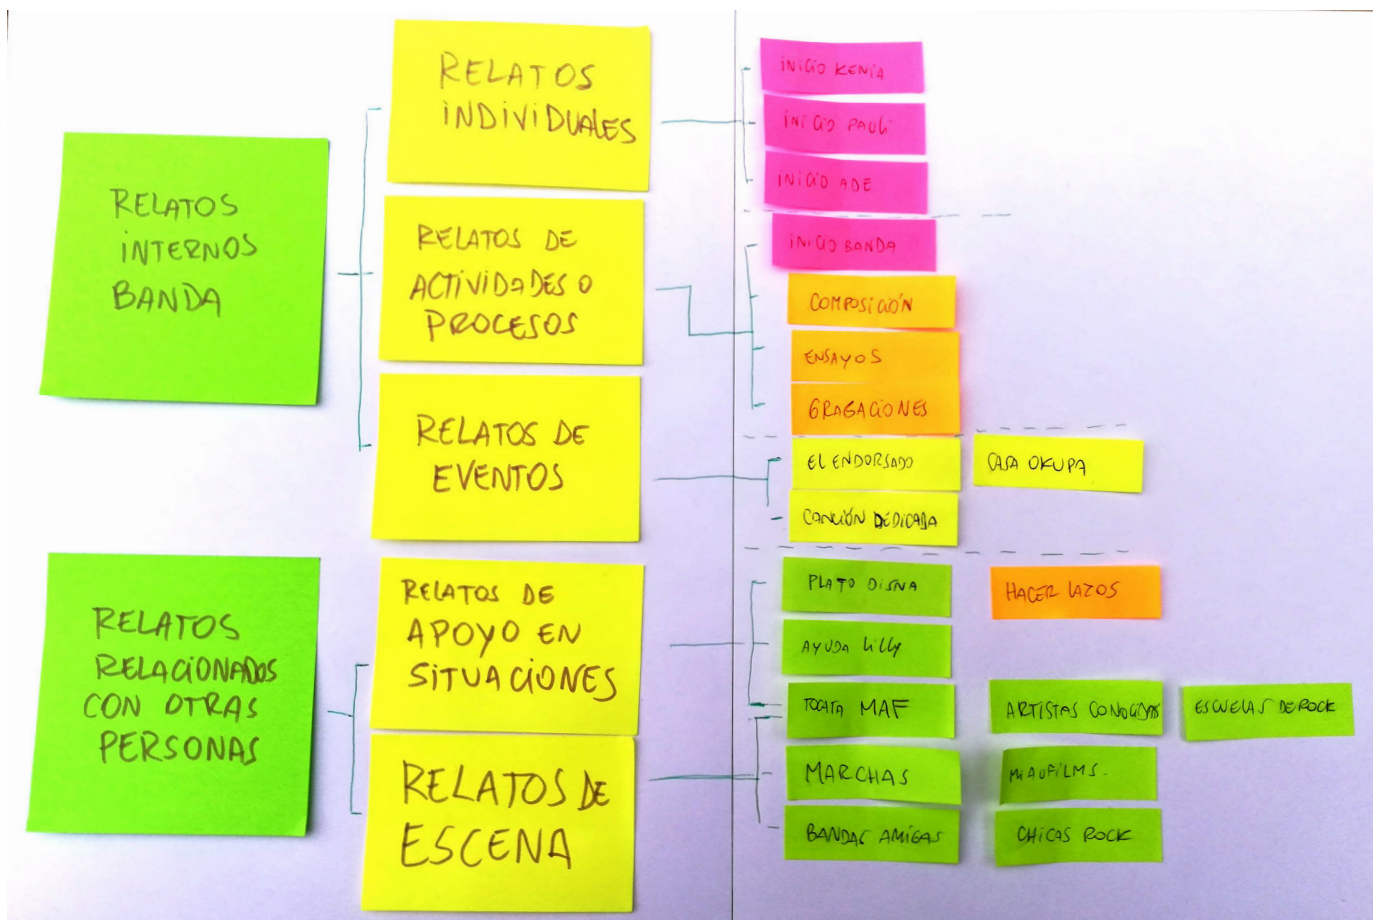 RELATOS
INTERNOS
BANDA
RELATOS
INDIVIDUALES
INICIO KENIA
INICIO PAULI
INICIO ADE
RELATOS DE
ACTIVIDADES O
PROCESOS
INICIO BANDA
COMPOSICIÓN
ENSAYOS
GRABACIONES
RELATOS DE
EVENTOS
EL ENDORSADO
CASA OKUPA
CANCIÓN DEDICADA
RELATOS
RELACIONADOS
CON OTRAS
PERSONAS
RELATOS DE
APOYO EN
SITUACIONES
PLATO DISNA
HACER LAZOS
AYUDA LILLY
TOCATA MAF
ARTISTAS CONOCIDAS
ESCUELAS DE ROCK
RELATOS DE
ESCENA
MARCHAS
MIAUFILMS.
BANDAS AMIGAS
CHICAS ROCK